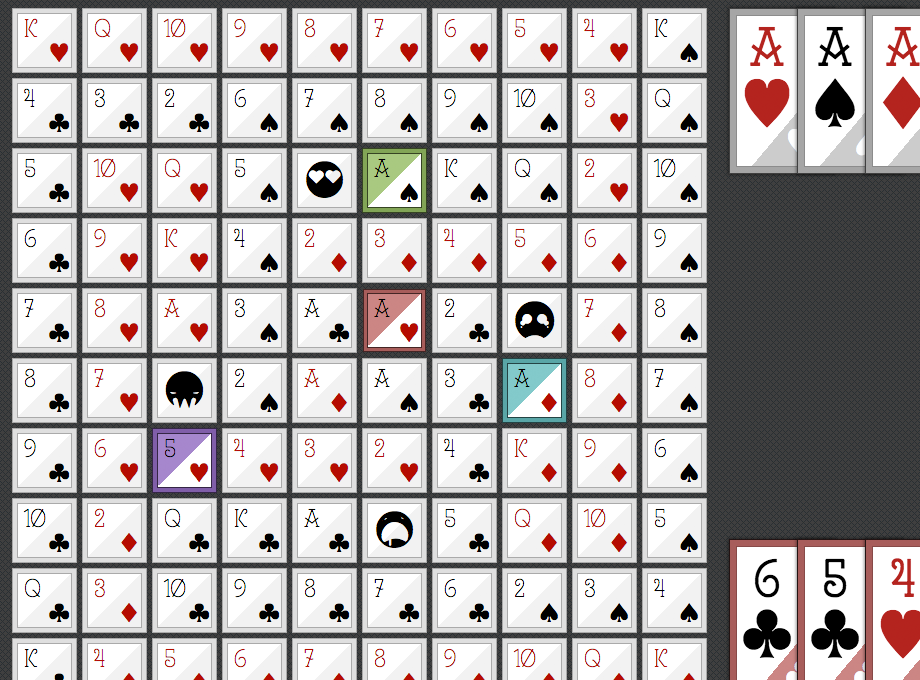 K Q 10 9 8 7 6 5 4 K
A A A
4 3 2 6 7 8 9 10 3 Q
5 10 Q 5 A K Q 2 10
6 9 K 4 2 3 4 5 6 9
7 8 A 3 A A 2 7 8
8 7 2 A A 3 A 8 7
9 6 5 4 3 2 4 K 9 6
10 2 Q K A 5 Q 10 5
6 5 4
Q 3 10 9 8 7 6 2 3 4
K 4 5 6 7 8 9 10 Q K